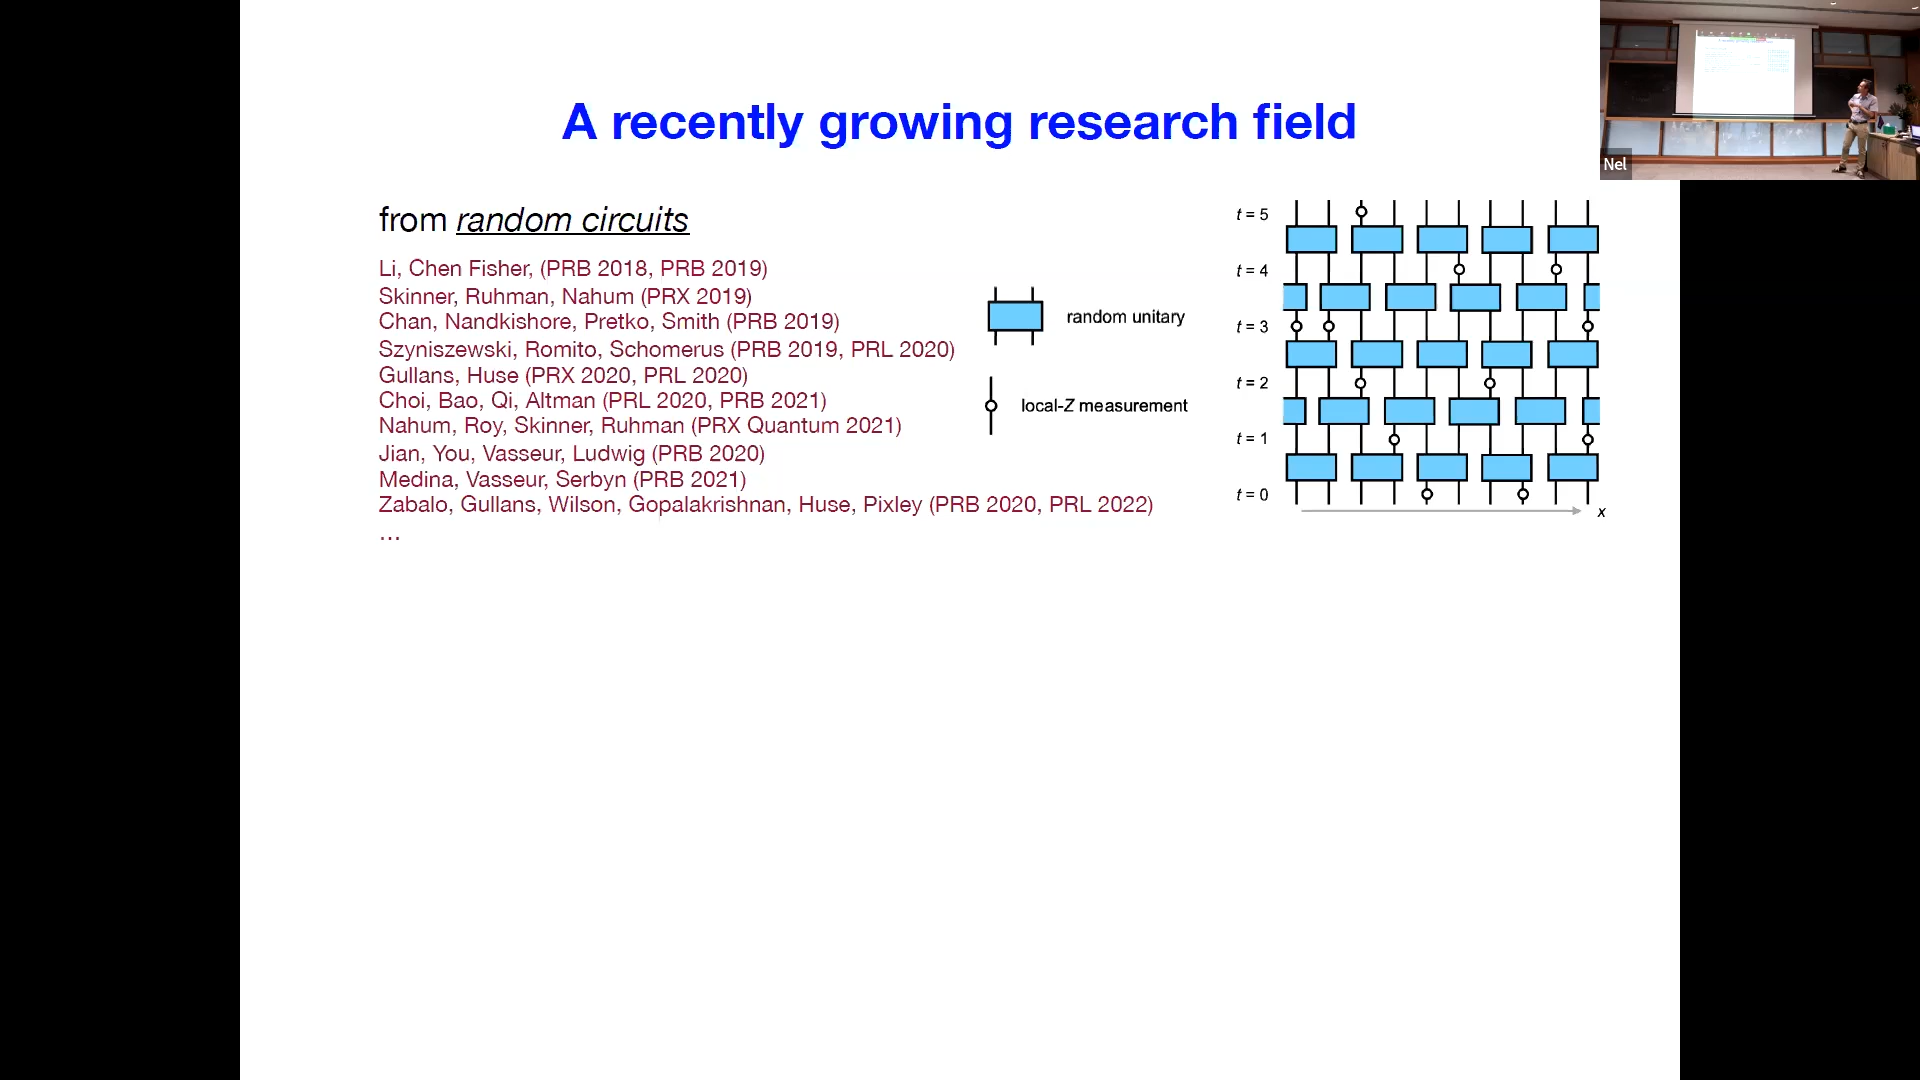 A recently growing research field
Nel
from random circuits
Li, Chen Fisher, (PRB 2018, PRB 2019)
Skinner, Ruhman, Nahum (PRX 2019)
Chan, Nandkishore, Pretko, Smith (PRB 2019)
Szyniszewski, Romito, Schomerus (PRB 2019, PRL 2020)
Gullans, Huse (PRX 2020, PRL 2020)
Choi, Bao, Qi, Altman (PRL 2020, PRB 2021)
Nahum, Roy, Skinner, Ruhman (PRX Quantum 2021)
Jian, You, Vasseur, Ludwig (PRB 2020)
Medina, Vasseur, Serbyn (PRB 2021)
Zabalo, Gullans, Wilson, Gopalakrishnan, Huse, Pixley (PRB 2020, PRL 2022)
…
random unitary
local-Z measurement
t = 5
t = 4
t = 3
t = 2
t = 1
t = 0
x